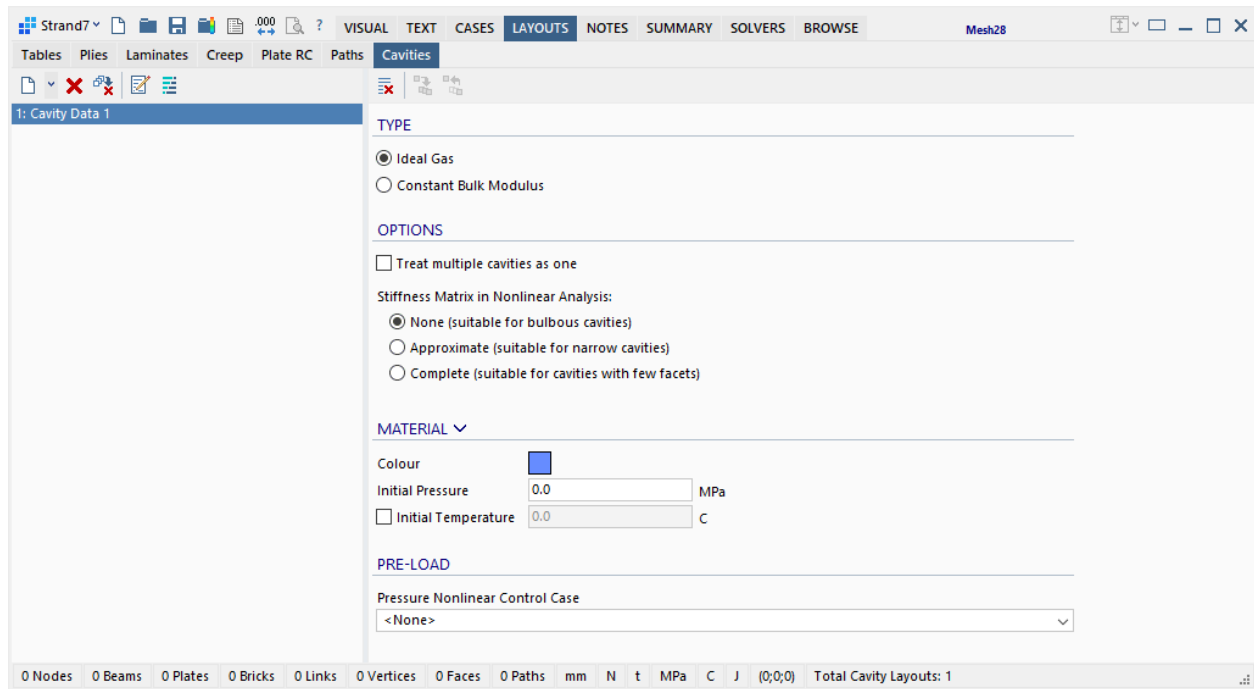 Strand7 .000 ? VISUAL TEXT CASES LAYOUTS NOTES SUMMARY SOLVERS BROWSE Mesh28
Tables Plies Laminates Creep Plate RC Paths Cavities
1: Cavity Data 1
TYPE
Ideal Gas
Constant Bulk Modulus
OPTIONS
Treat multiple cavities as one
Stiffness Matrix in Nonlinear Analysis:
None (suitable for bulbous cavities)
Approximate (suitable for narrow cavities)
Complete (suitable for cavities with few facets)
MATERIAL
Colour
Initial Pressure 0.0 MPa
Initial Temperature 0.0 C
PRE-LOAD
Pressure Nonlinear Control Case
<None>
0 Nodes 0 Beams 0 Plates 0 Bricks 0 Links 0 Vertices 0 Faces 0 Paths mm N t MPa C J (0;0;0) Total Cavity Layouts: 1